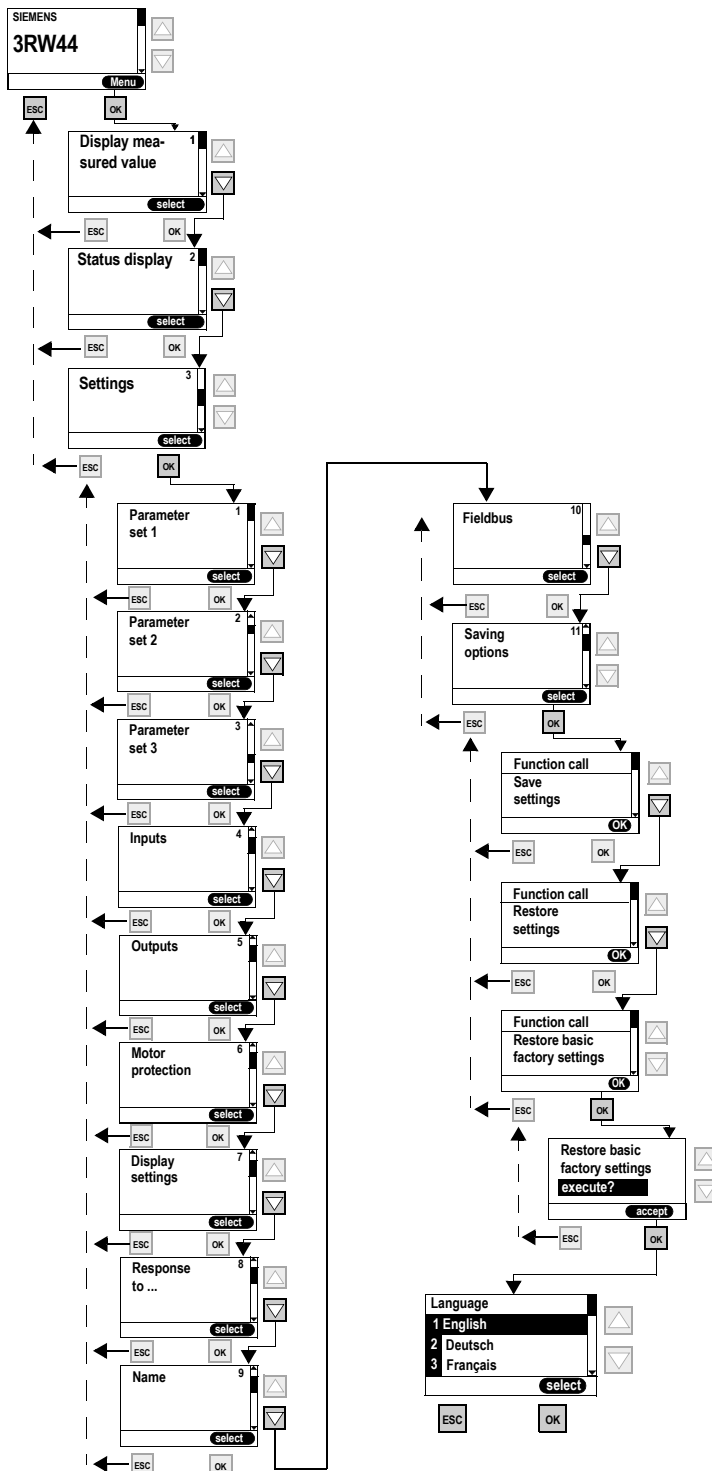 SIEMENS
3RW44
Menu
ESC
OK
Display mea-
sured value
1
select
ESC
OK
Status display
2
select
ESC
OK
Settings
3
select
ESC
OK
Parameter
set 1
1
select
ESC
OK
Parameter
set 2
2
select
ESC
OK
Parameter
set 3
3
select
ESC
OK
Inputs
4
select
ESC
OK
Outputs
5
select
ESC
OK
Motor
protection
6
select
ESC
OK
Display
settings
7
select
ESC
OK
Response
to ...
8
select
ESC
OK
Name
9
select
ESC
OK
Fieldbus
10
select
ESC
OK
Saving
options
11
select
ESC
OK
Function call
Save
settings
OK
ESC
OK
Function call
Restore
settings
OK
ESC
OK
Function call
Restore basic
factory settings
OK
ESC
OK
Restore basic
factory settings
execute?
accept
ESC
OK
Language
1 English
2 Deutsch
3 Français
select
ESC
OK